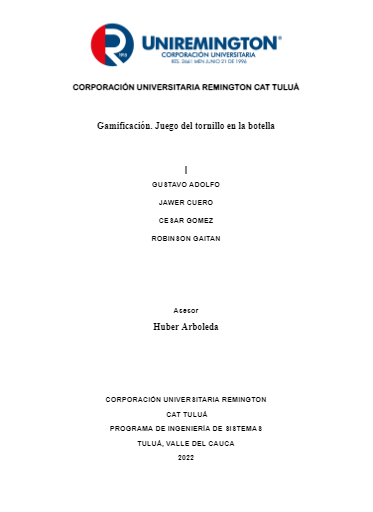 UNIREMINGTON®
CORPORACIÓN UNIVERSITARIA
RES. 2661 MEN JUNIO 21 DE 1996
CORPORACIÓN UNIVERSITARIA REMINGTON CAT TULUÁ
Gamificación. Juego del tornillo en la botella
GUSTAVO ADOLFO
JAWER CUERO
CESAR GOMEZ
ROBINSON GAITAN
Asesor
Huber Arboleda
CORPORACIÓN UNIVERSITARIA REMINGTON
CAT TULUÁ
PROGRAMA DE INGENIERÍA DE SISTEMAS
TULUÁ, VALLE DEL CAUCA
2022